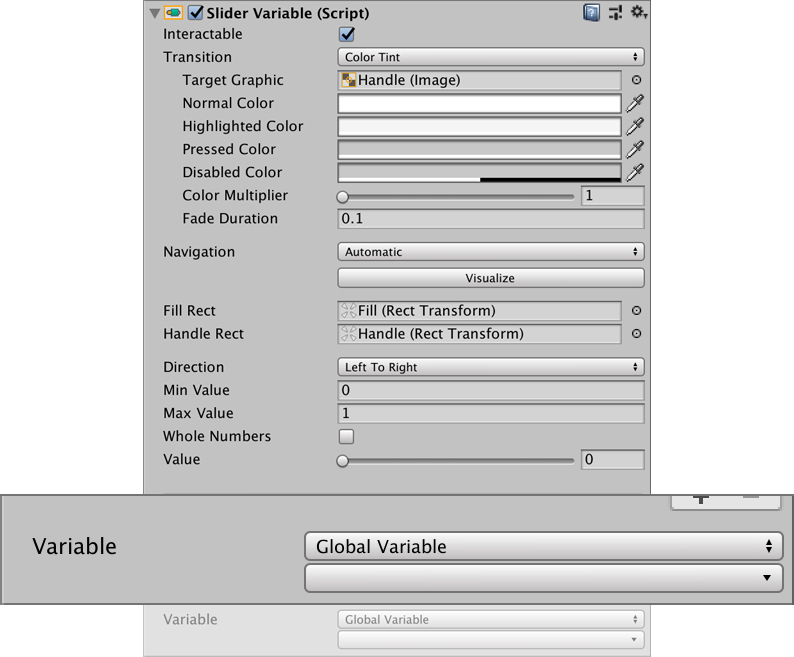 Slider Variable (Script)
Interactable
Transition Color Tint
Target Graphic Handle (Image)
Normal Color
Highlighted Color
Pressed Color
Disabled Color
Color Multiplier 1
Fade Duration 0.1
Navigation Automatic
Visualize
Fill Rect Fill (Rect Transform)
Handle Rect Handle (Rect Transform)
Direction Left To Right
Min Value 0
Max Value 1
Whole Numbers
Value 0
Variable Global Variable
Variable Global Variable